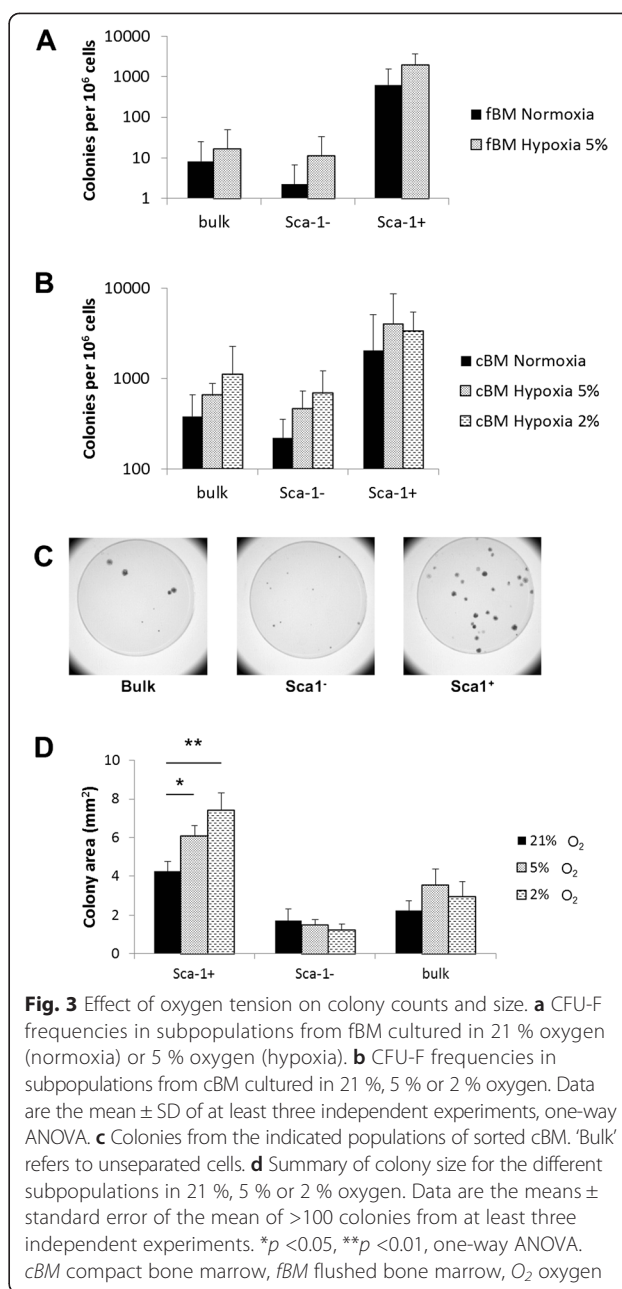 A
Colonies per 10⁶ cells
10000
1000
100
10
1
bulk Sca-1- Sca-1+
fBM Normoxia
fBM Hypoxia 5%
B
Colonies per 10⁶ cells
10000
1000
100
bulk Sca-1- Sca-1+
cBM Normoxia
cBM Hypoxia 5%
cBM Hypoxia 2%
C
Bulk Sca1⁻ Sca1⁺
D
Colony area (mm²)
10
8
6
4
2
0
**
*
Sca-1+ Sca-1- bulk
21% O₂
5% O₂
2% O₂
Fig. 3 Effect of oxygen tension on colony counts and size. a CFU-F
frequencies in subpopulations from fBM cultured in 21 % oxygen
(normoxia) or 5 % oxygen (hypoxia). b CFU-F frequencies in
subpopulations from cBM cultured in 21 %, 5 % or 2 % oxygen. Data
are the mean ± SD of at least three independent experiments, one-way
ANOVA. c Colonies from the indicated populations of sorted cBM. ‘Bulk’
refers to unseparated cells. d Summary of colony size for the different
subpopulations in 21 %, 5 % or 2 % oxygen. Data are the means ±
standard error of the mean of >100 colonies from at least three
independent experiments. *p <0.05, **p <0.01, one-way ANOVA.
cBM compact bone marrow, fBM flushed bone marrow, O₂ oxygen